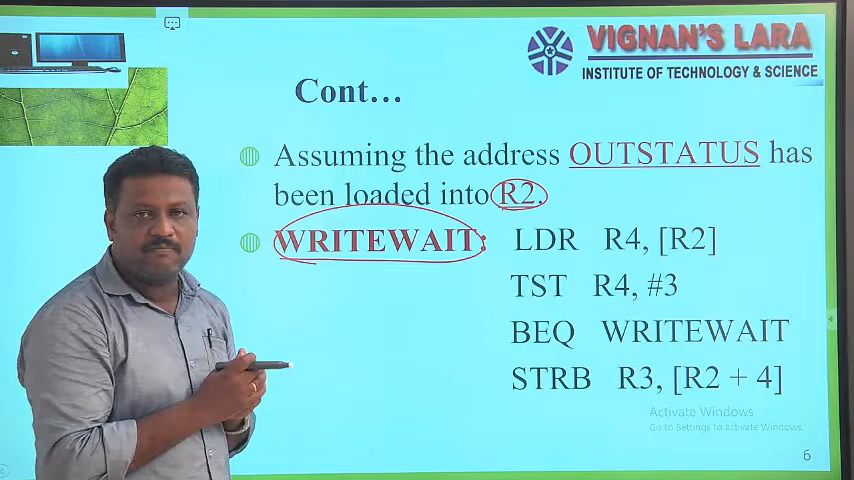 VIGNAN'S LARA
INSTITUTE OF TECHNOLOGY & SCIENCE
Cont…
Assuming the address OUTSTATUS has
been loaded into R2.
WRITEWAIT: LDR R4, [R2]
TST R4, #3
BEQ WRITEWAIT
STRB R3, [R2 + 4]
Activate Windows
Go to Settings to activate Windows.
6